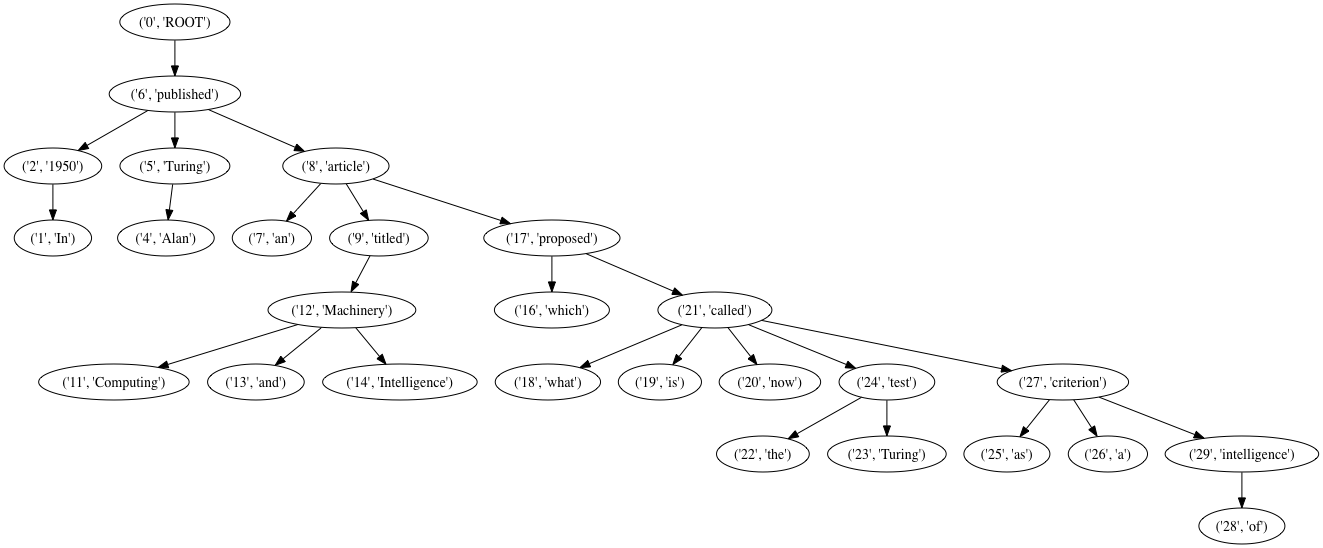 ('0', 'ROOT')
('6', 'published')
('2', '1950') ('5', 'Turing') ('8', 'article')
('1', 'In') ('4', 'Alan') ('7', 'an') ('9', 'titled') ('17', 'proposed')
('12', 'Machinery') ('16', 'which') ('21', 'called')
('11', 'Computing') ('13', 'and') ('14', 'Intelligence') ('18', 'what') ('19', 'is') ('20', 'now') ('24', 'test') ('27', 'criterion')
('22', 'the') ('23', 'Turing') ('25', 'as') ('26', 'a') ('29', 'intelligence')
('28', 'of')